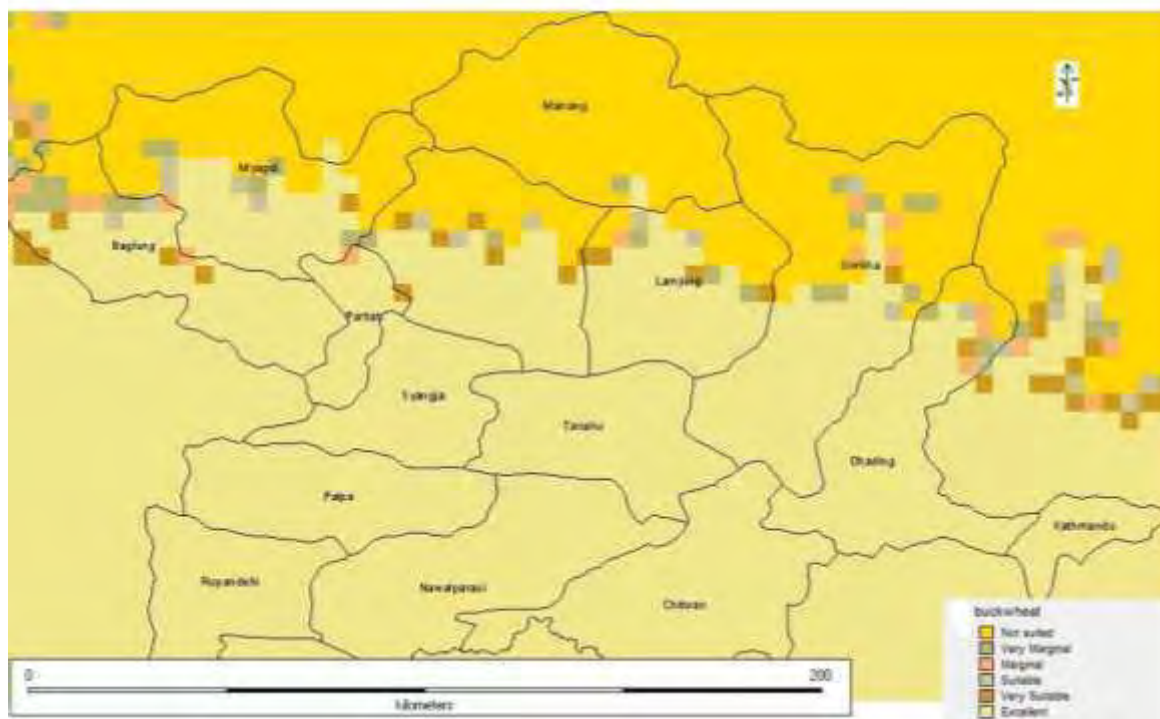 Manang
Myagdi
Baglung
Lamjung
Gorkha
Parbat
Syangja
Tanahu
Dhading
Palpa
Kathmandu
Rupandehi
Nawalparasi
Chitwan
buckwheat
Not suited
Very Marginal
Marginal
Suitable
Very Suitable
Excellent
0 200
kilometers